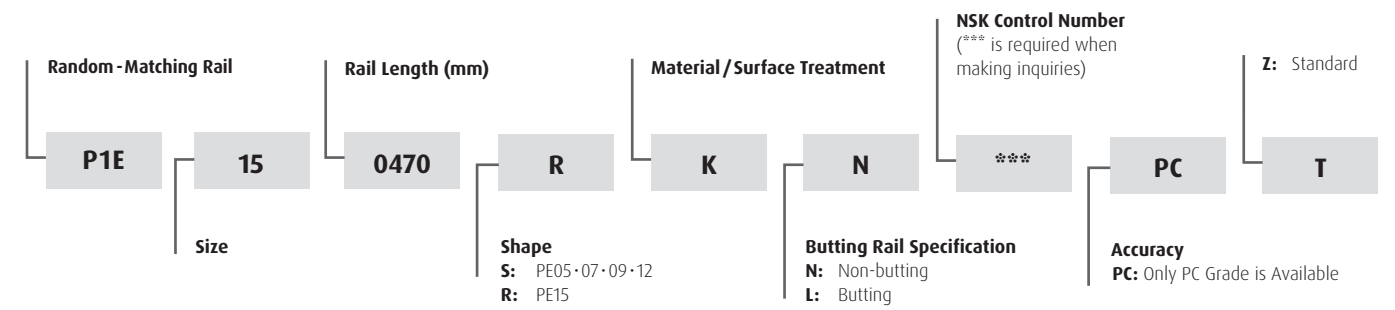 NSK Control Number
(*** is required when
making inquiries)
Random-Matching Rail
Rail Length (mm)
Material/Surface Treatment
Z: Standard
P1E
15
0470
R
K
N
***
PC
T
Size
Shape
S: PE05·07·09·12
R: PE15
Butting Rail Specification
N: Non-butting
L: Butting
Accuracy
PC: Only PC Grade is Available